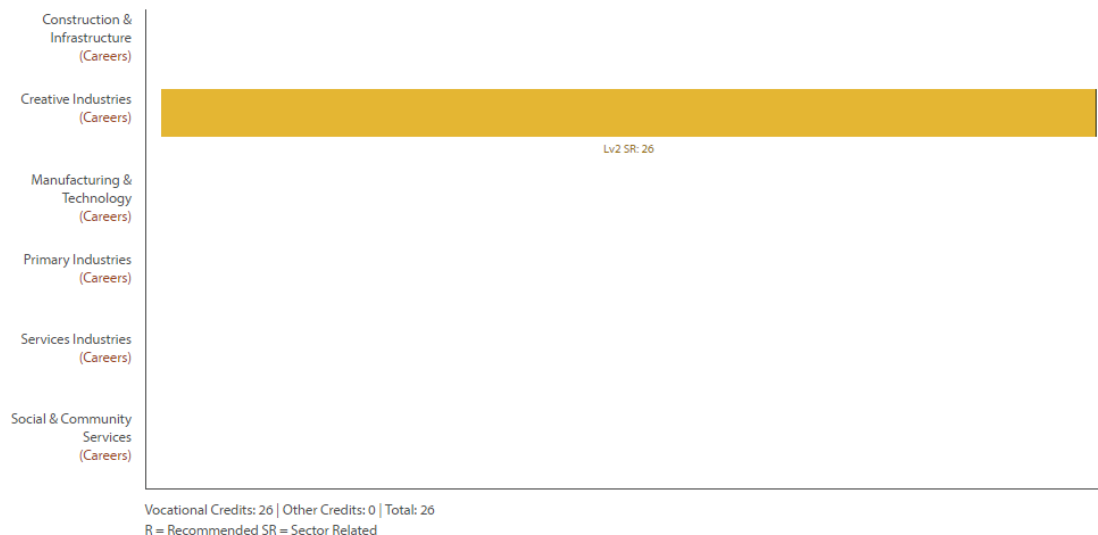 Construction &
Infrastructure
(Careers)
Creative Industries
(Careers)
Lv2 SR: 26
Manufacturing &
Technology
(Careers)
Primary Industries
(Careers)
Services Industries
(Careers)
Social & Community
Services
(Careers)
Vocational Credits: 26 | Other Credits: 0 | Total: 26
R = Recommended SR = Sector Related